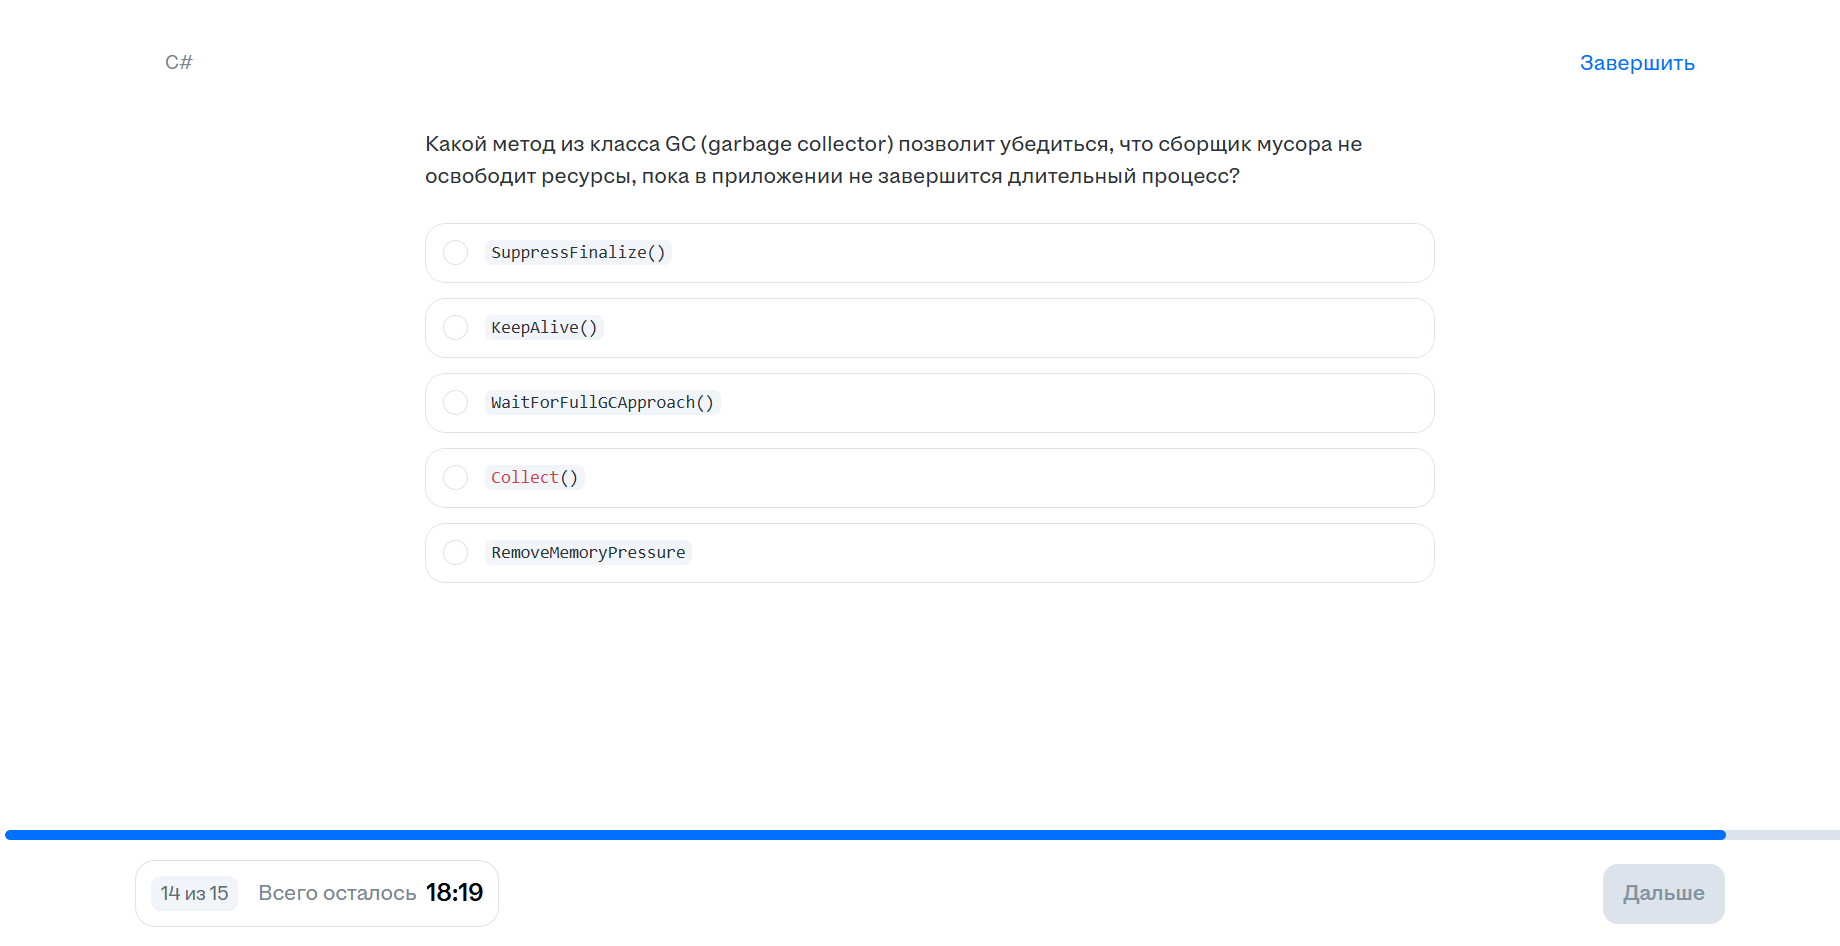 C#
Завершить
Какой метод из класса GC (garbage collector) позволит убедиться, что сборщик мусора не
освободит ресурсы, пока в приложении не завершится длительный процесс?
SuppressFinalize()
KeepAlive()
WaitForFullGCApproach()
Collect()
RemoveMemoryPressure
14 из 15 Всего осталось 18:19
Дальше